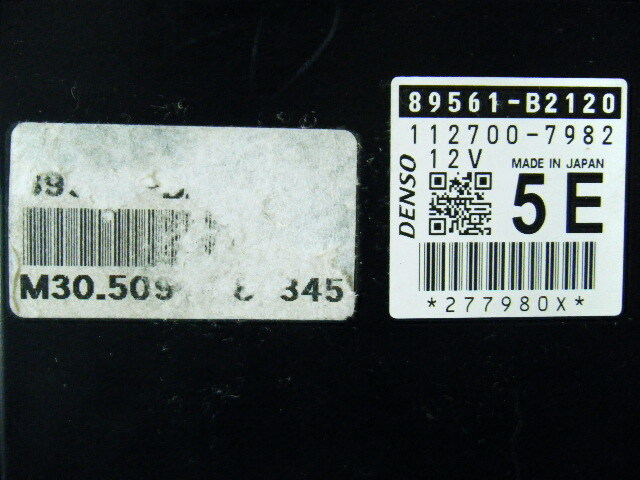 M30.509 345
89561-B2120
112700-7982
12V MADE IN JAPAN
DENSO
5E
*277980X*